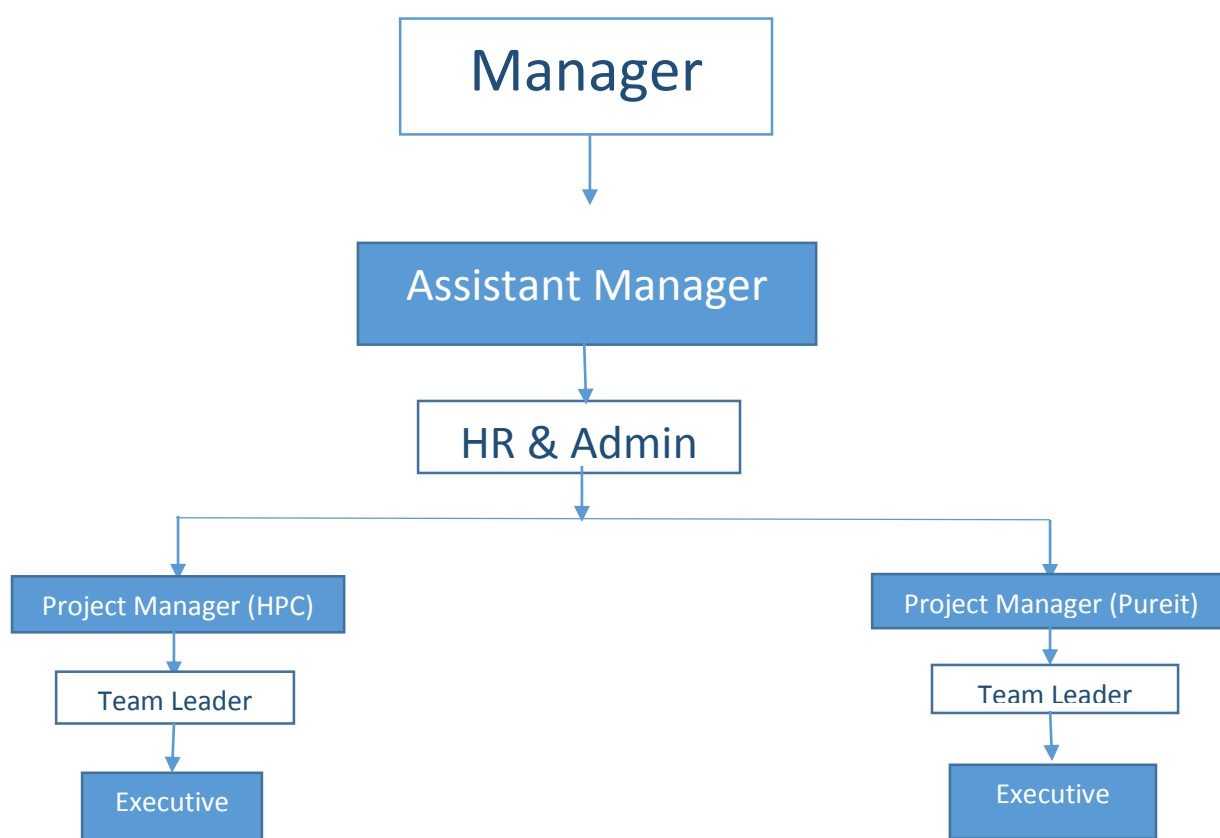 Manager
Assistant Manager
HR & Admin
Project Manager (HPC)
Project Manager (Pureit)
Team Leader
Team Leader
Executive
Executive